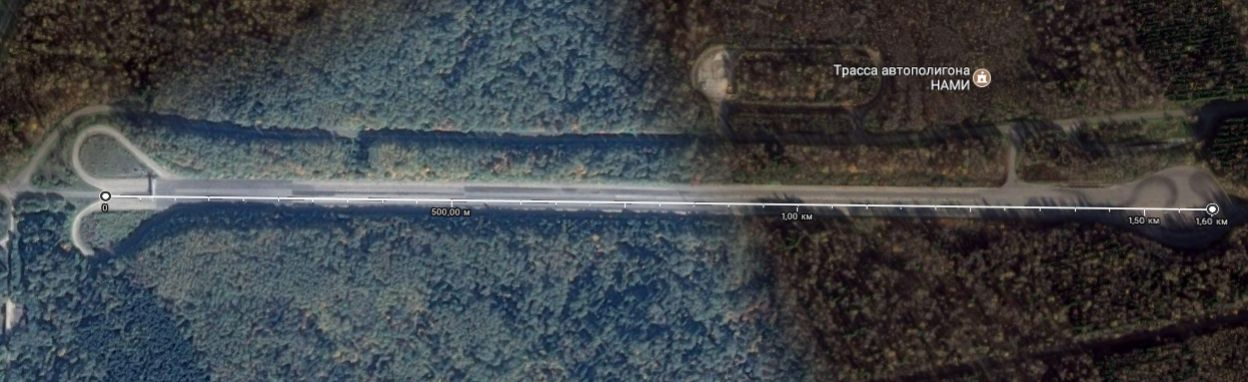 Трасса автополигона
НАМИ
0
500,00 м
1,00 км
1,50 км
1,60 км